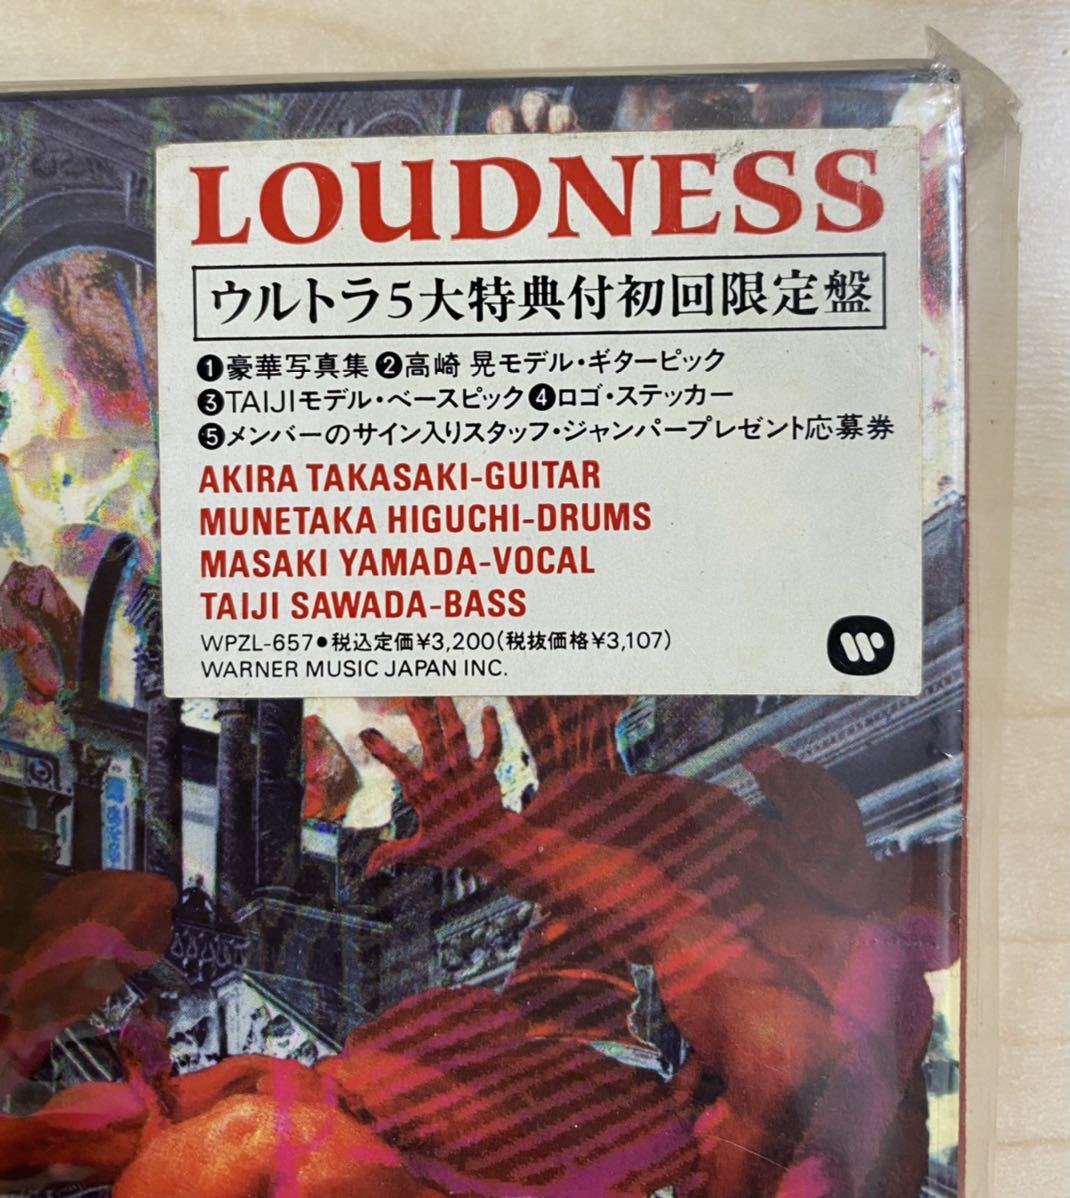 LOUDNESS
ウルトラ5大特典付初回限定盤
❶豪華写真集❷高崎 晃モデル・ギターピック
❸TAIJIモデル・ベースピック❹ロゴ・ステッカー
❺メンバーのサイン入りスタッフ・ジャンパープレゼント応募券
AKIRA TAKASAKI-GUITAR
MUNETAKA HIGUCHI-DRUMS
MASAKI YAMADA-VOCAL
TAIJI SAWADA-BASS
WPZL-657●税込定価¥3,200(税抜価格¥3,107)
WARNER MUSIC JAPAN INC.